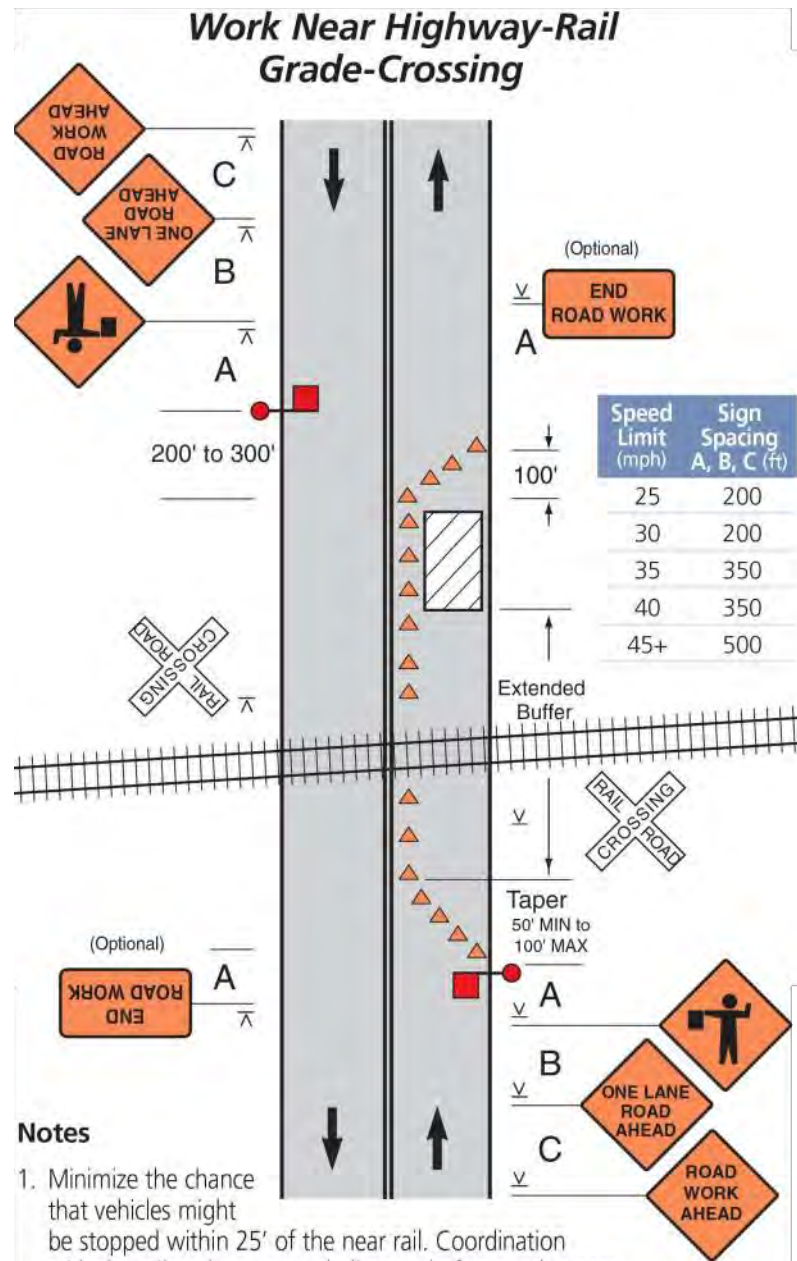 Work Near Highway-Rail
Grade-Crossing
ROAD
WORK
AHEAD
C
ONE LANE
ROAD
AHEAD
B
A
200' to 300'
(Optional)
END
ROAD WORK
A
100'
Speed Limit (mph) Sign Spacing A, B, C (ft)
25 200
30 200
35 350
40 350
45+ 500
RAIL ROAD
CROSSING
Extended
Buffer
RAIL ROAD
CROSSING
Taper
50' MIN to
100' MAX
(Optional)
END
ROAD WORK
A
A
B
ONE LANE
ROAD
AHEAD
C
ROAD
WORK
AHEAD
Notes
1. Minimize the chance
that vehicles might
be stopped within 25' of the near rail. Coordination